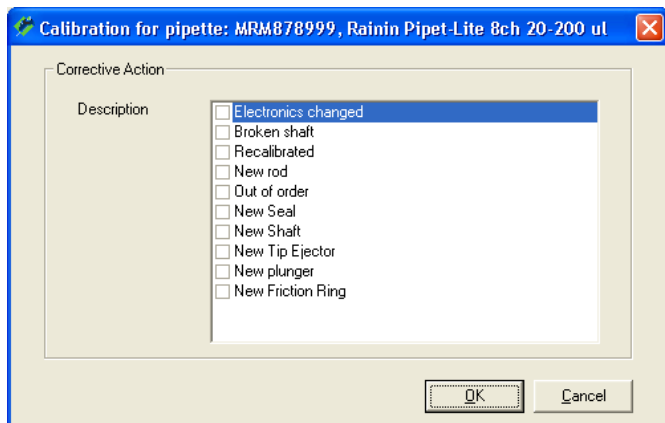 Calibration for pipette: MRM878999, Rainin Pipet-Lite 8ch 20-200 ul
Corrective Action
Description
Electronics changed
Broken shaft
Recalibrated
New rod
Out of order
New Seal
New Shaft
New Tip Ejector
New plunger
New Friction Ring
OK
Cancel